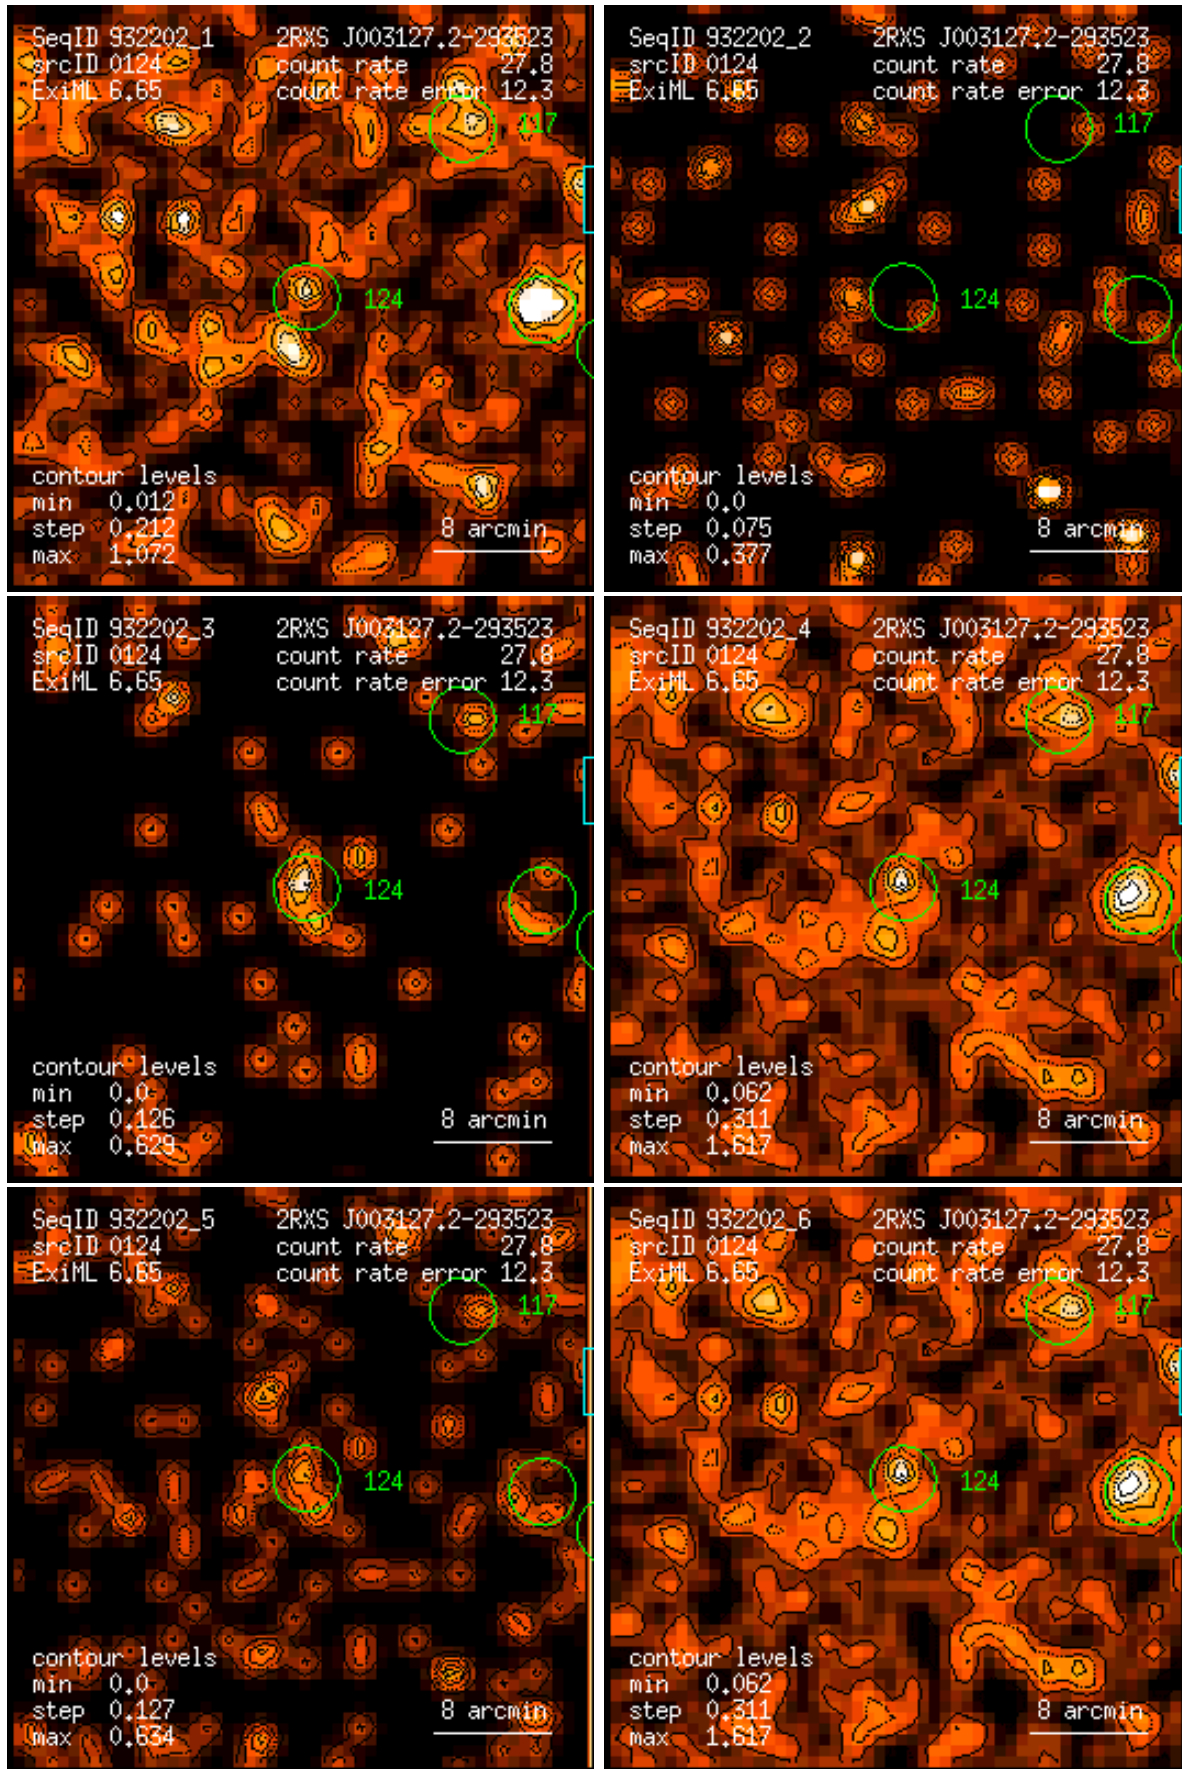 SeqID 932202_1 2RXS J003127.2-293523
srcID 0124 count rate 27.8
ExiML 6.65 count rate error 12.3
117
124
contour levels
min 0.012
step 0.212 8 arcmin
max 1.072
SeqID 932202_2 2RXS J003127.2-293523
srcID 0124 count rate 27.8
ExiML 6.65 count rate error 12.3
117
124
contour levels
min 0.0
step 0.075 8 arcmin
max 0.377
SeqID 932202_3 2RXS J003127.2-293523
srcID 0124 count rate 27.8
ExiML 6.65 count rate error 12.3
117
124
contour levels
min 0.0
step 0.126 8 arcmin
max 0.629
SeqID 932202_4 2RXS J003127.2-293523
srcID 0124 count rate 27.8
ExiML 6.65 count rate error 12.3
117
124
contour levels
min 0.062
step 0.311 8 arcmin
max 1.617
SeqID 932202_5 2RXS J003127.2-293523
srcID 0124 count rate 27.8
ExiML 6.65 count rate error 12.3
117
124
contour levels
min 0.0
step 0.127 8 arcmin
max 0.634
SeqID 932202_6 2RXS J003127.2-293523
srcID 0124 count rate 27.8
ExiML 6.65 count rate error 12.3
117
124
contour levels
min 0.062
step 0.311 8 arcmin
max 1.617